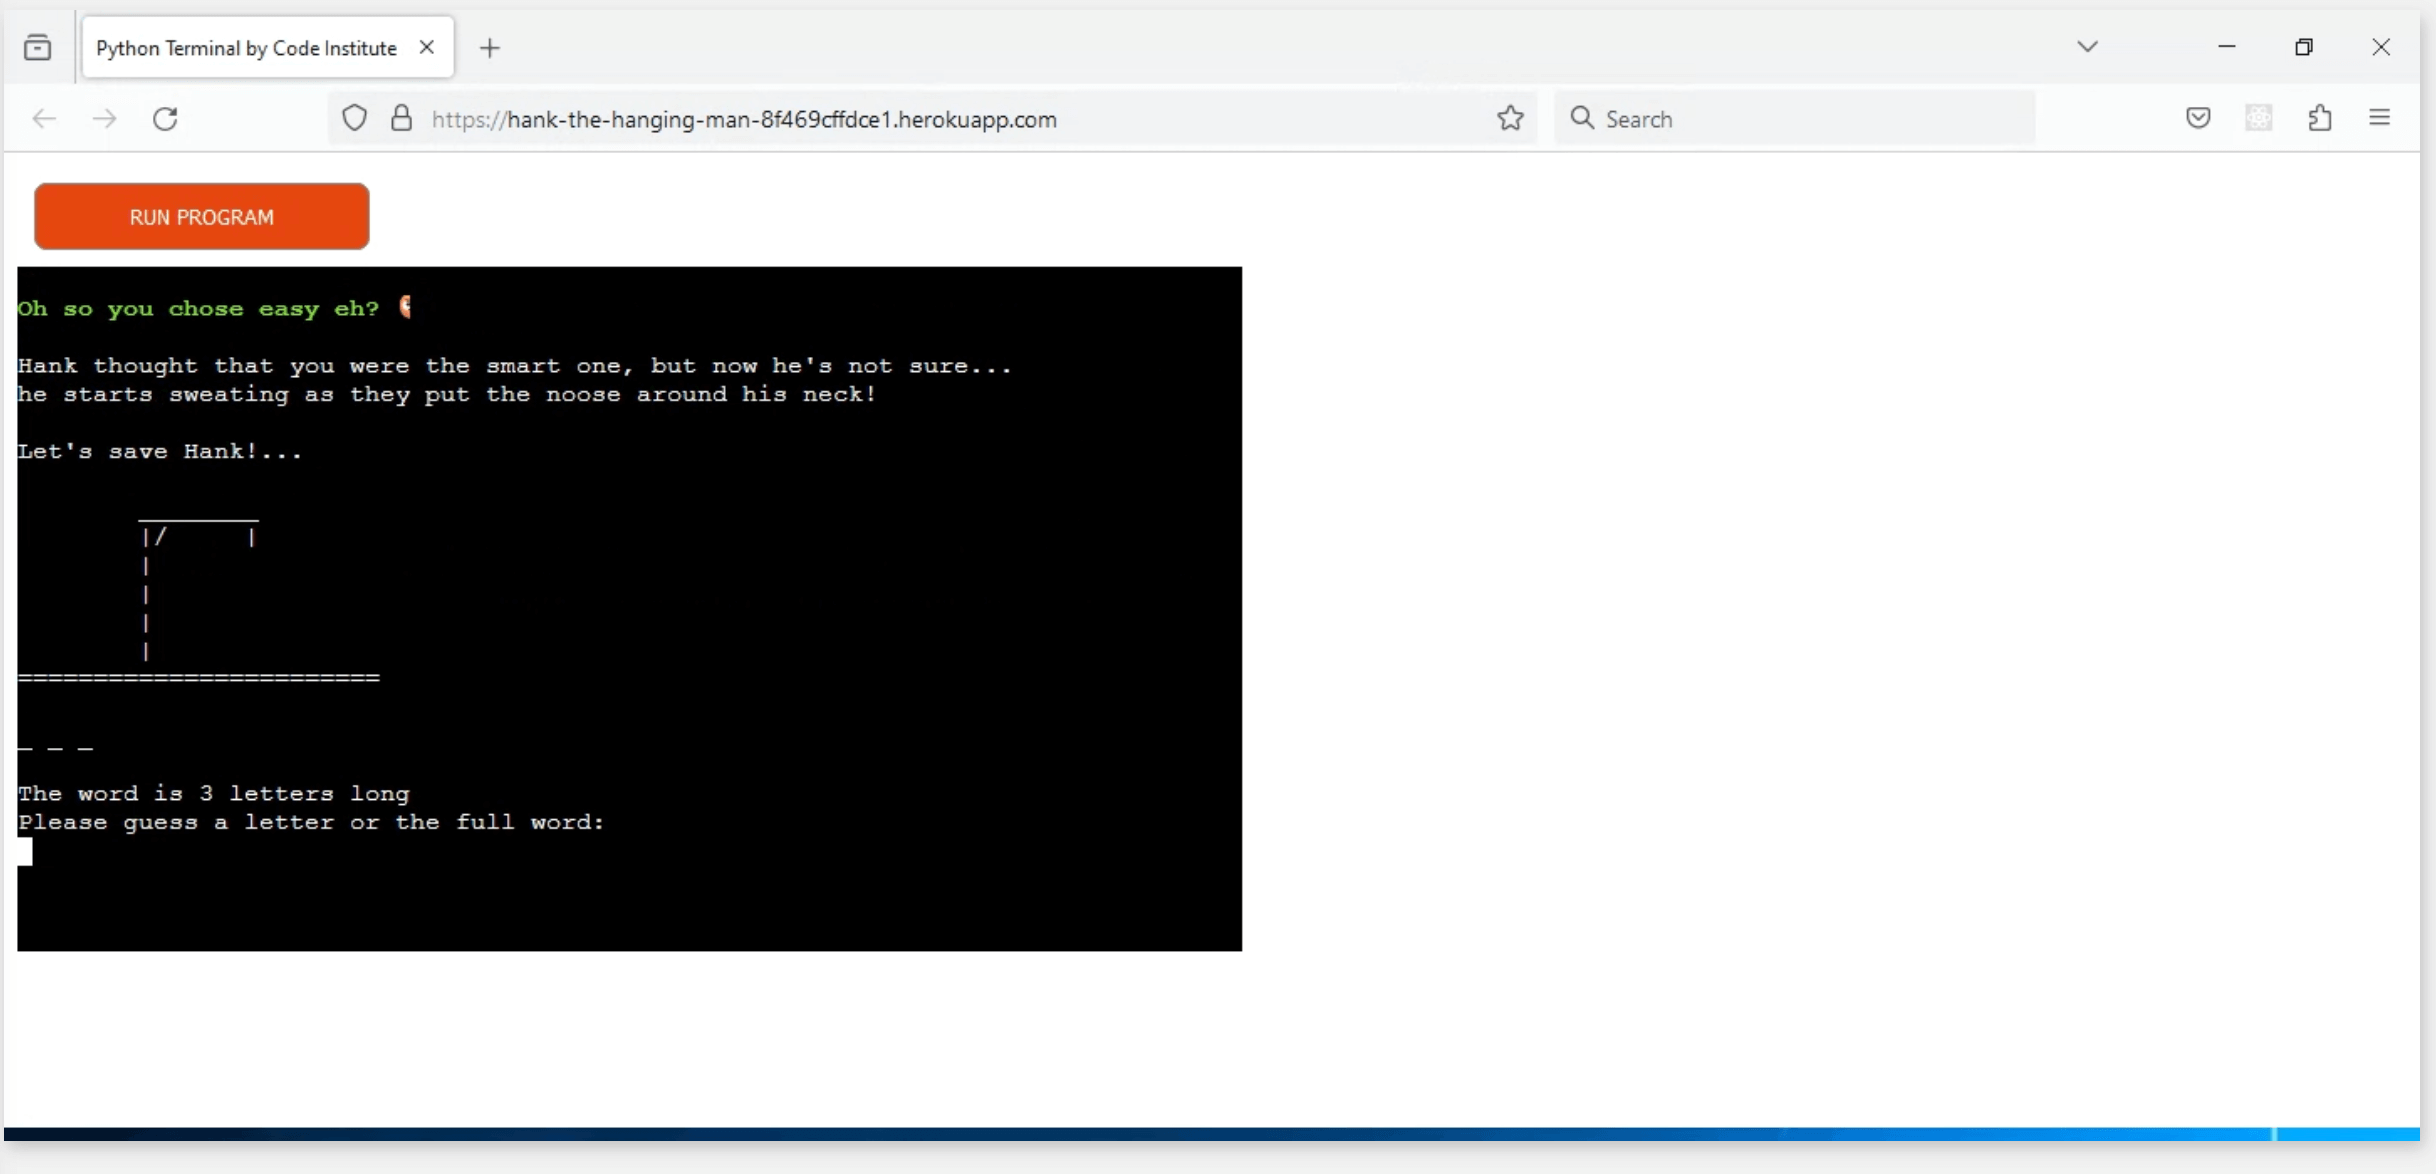 Python Terminal by Code Institute
https://hank-the-hanging-man-8f469cffdce1.herokuapp.com
Search
RUN PROGRAM
Oh so you chose easy eh?
Hank thought that you were the smart one, but now he's not sure...
he starts sweating as they put the noose around his neck!
Let's save Hank!...
________
|/     |
|
|
|
|
========================
_ _ _
The word is 3 letters long
Please guess a letter or the full word: